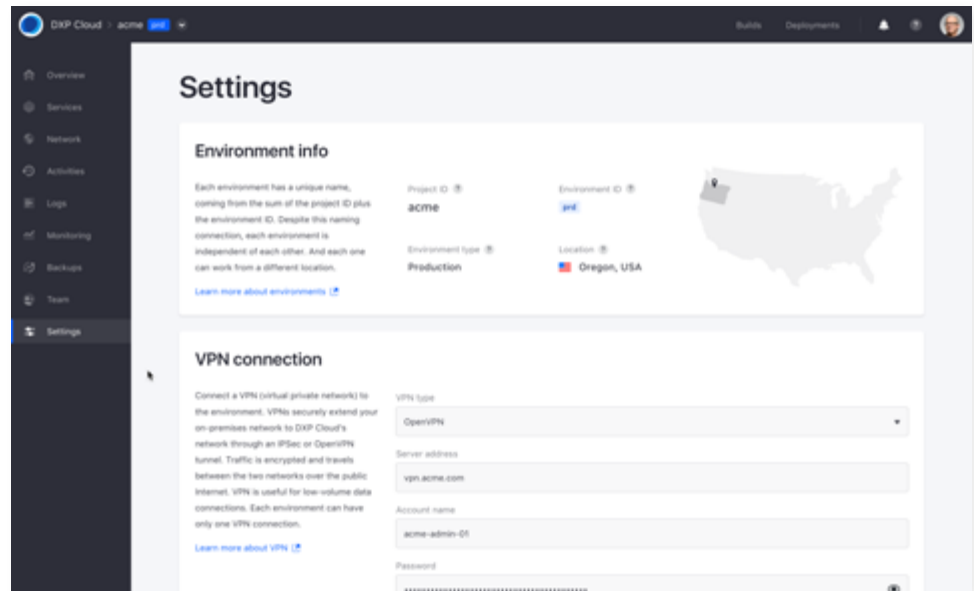 DXP Cloud > acme prd
Builds
Deployments
Overview
Services
Network
Activities
Logs
Monitoring
Backups
Team
Settings
Settings
Environment info
Each environment has a unique name,
coming from the sum of the project ID plus
the environment ID. Despite this naming
connection, each environment is
independent of each other. And each one
can work from a different location.
Learn more about environments
Project ID
acme
Environment ID
prd
Environment type
Production
Location
Oregon, USA
VPN connection
Connect a VPN (virtual private network) to
the environment. VPNs securely extend your
on-premises network to DXP Cloud's
network through an IPSec or OpenVPN
tunnel. Traffic is encrypted and travels
between the two networks over the public
Internet. VPN is useful for low-volume data
connections. Each environment can have
only one VPN connection.
Learn more about VPN
VPN type
OpenVPN
Server address
vpn.acme.com
Account name
acme-admin-01
Password